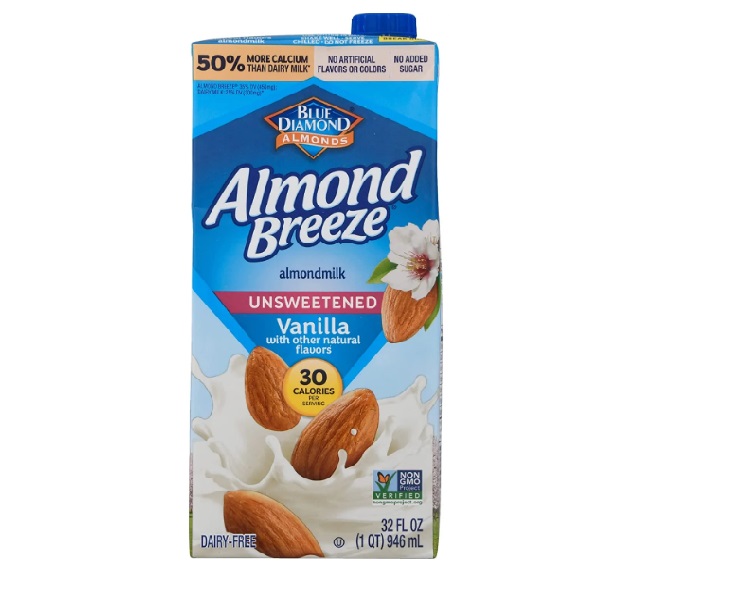 50% MORE CALCIUM THAN DAIRY MILK*
NO ARTIFICIAL FLAVORS OR COLORS
NO ADDED SUGAR
BLUE
DIAMOND
ALMONDS
Almond
Breeze
almondmilk
UNSWEETENED
Vanilla
with other natural
flavors
30
CALORIES
PER
SERVING
NON
GMO
Project
VERIFIED
nongmoproject.org
32 FL OZ
DAIRY-FREE
(1 QT) 946 mL